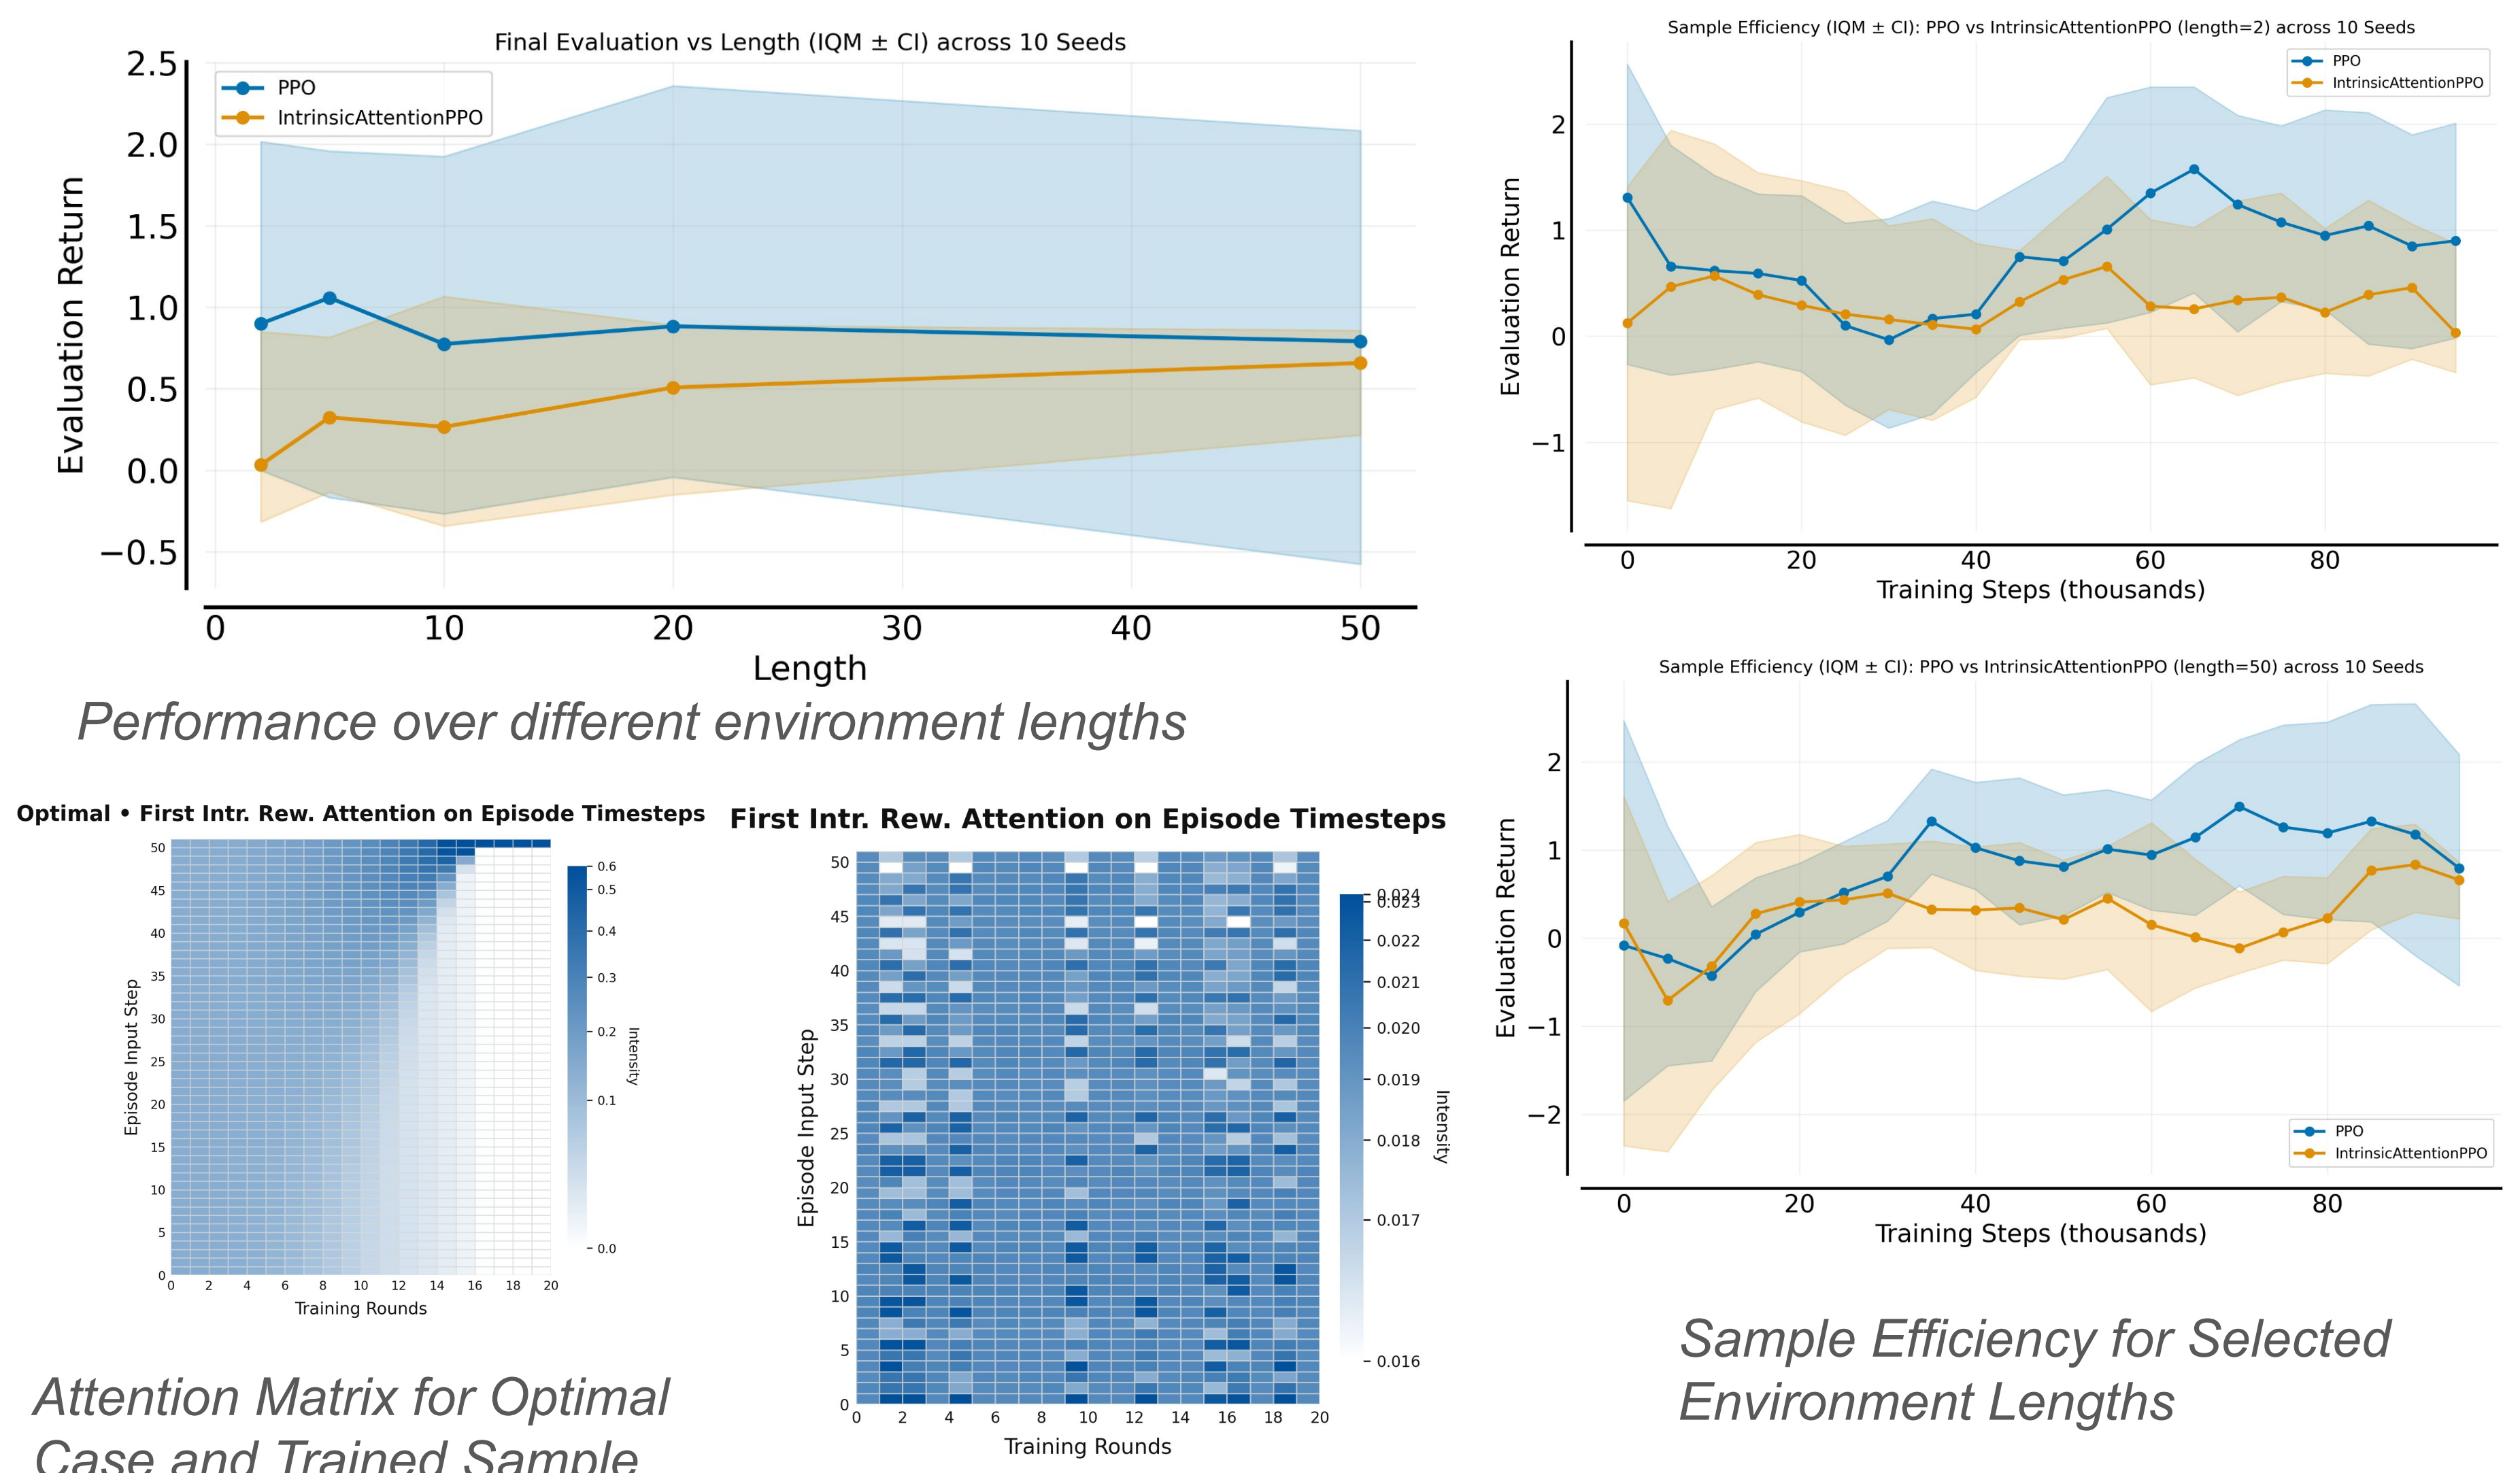 Final Evaluation vs Length (IQM ± CI) across 10 Seeds
PPO
IntrinsicAttentionPPO
2.5
2.0
1.5
1.0
0.5
0.0
−0.5
Evaluation Return
0 10 20 30 40 50
Length
Performance over different environment lengths
Sample Efficiency (IQM ± CI): PPO vs IntrinsicAttentionPPO (length=2) across 10 Seeds
PPO
IntrinsicAttentionPPO
2
1
0
−1
Evaluation Return
0 20 40 60 80
Training Steps (thousands)
Sample Efficiency (IQM ± CI): PPO vs IntrinsicAttentionPPO (length=50) across 10 Seeds
2
1
0
−1
−2
Evaluation Return
PPO
IntrinsicAttentionPPO
0 20 40 60 80
Training Steps (thousands)
Sample Efficiency for Selected
Environment Lengths
Optimal • First Intr. Rew. Attention on Episode Timesteps
50
45
40
35
30
25
20
15
10
5
0
Episode Input Step
0 2 4 6 8 10 12 14 16 18 20
Training Rounds
0.6
0.5
0.4
0.3
0.2
0.1
0.0
Intensity
First Intr. Rew. Attention on Episode Timesteps
50
45
40
35
30
25
20
15
10
5
0
Episode Input Step
0 2 4 6 8 10 12 14 16 18 20
Training Rounds
0.024
0.023
0.022
0.021
0.020
0.019
0.018
0.017
0.016
Intensity
Attention Matrix for Optimal
Case and Trained Sample